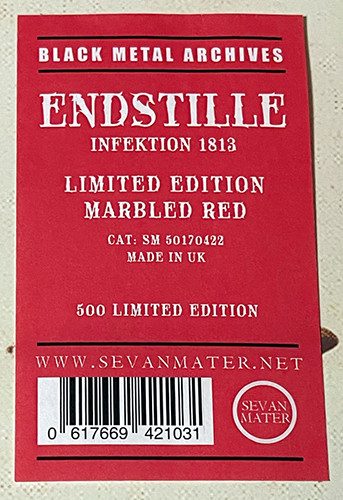 BLACK METAL ARCHIVES
ENDSTILLE
INFEKTION 1813
LIMITED EDITION
MARBLED RED
CAT: SM 50170422
MADE IN UK
500 LIMITED EDITION
WWW.SEVANMATER.NET
0 617669 421031
SEVAN
MATER